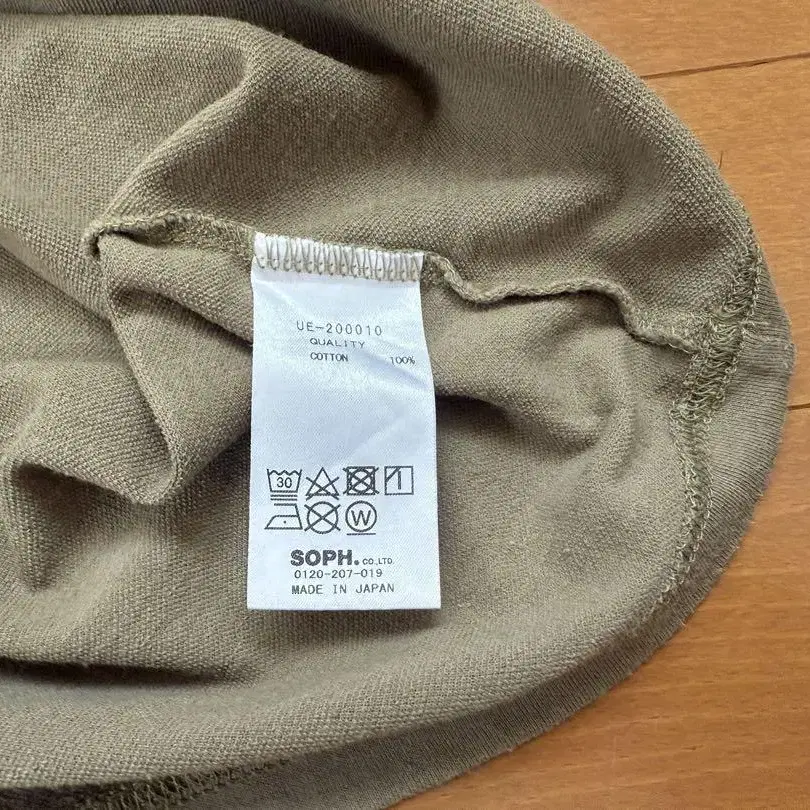 UE-200010
QUALITY
COTTON 100%
30
W
SOPH. CO.,LTD.
0120-207-019
MADE IN JAPAN